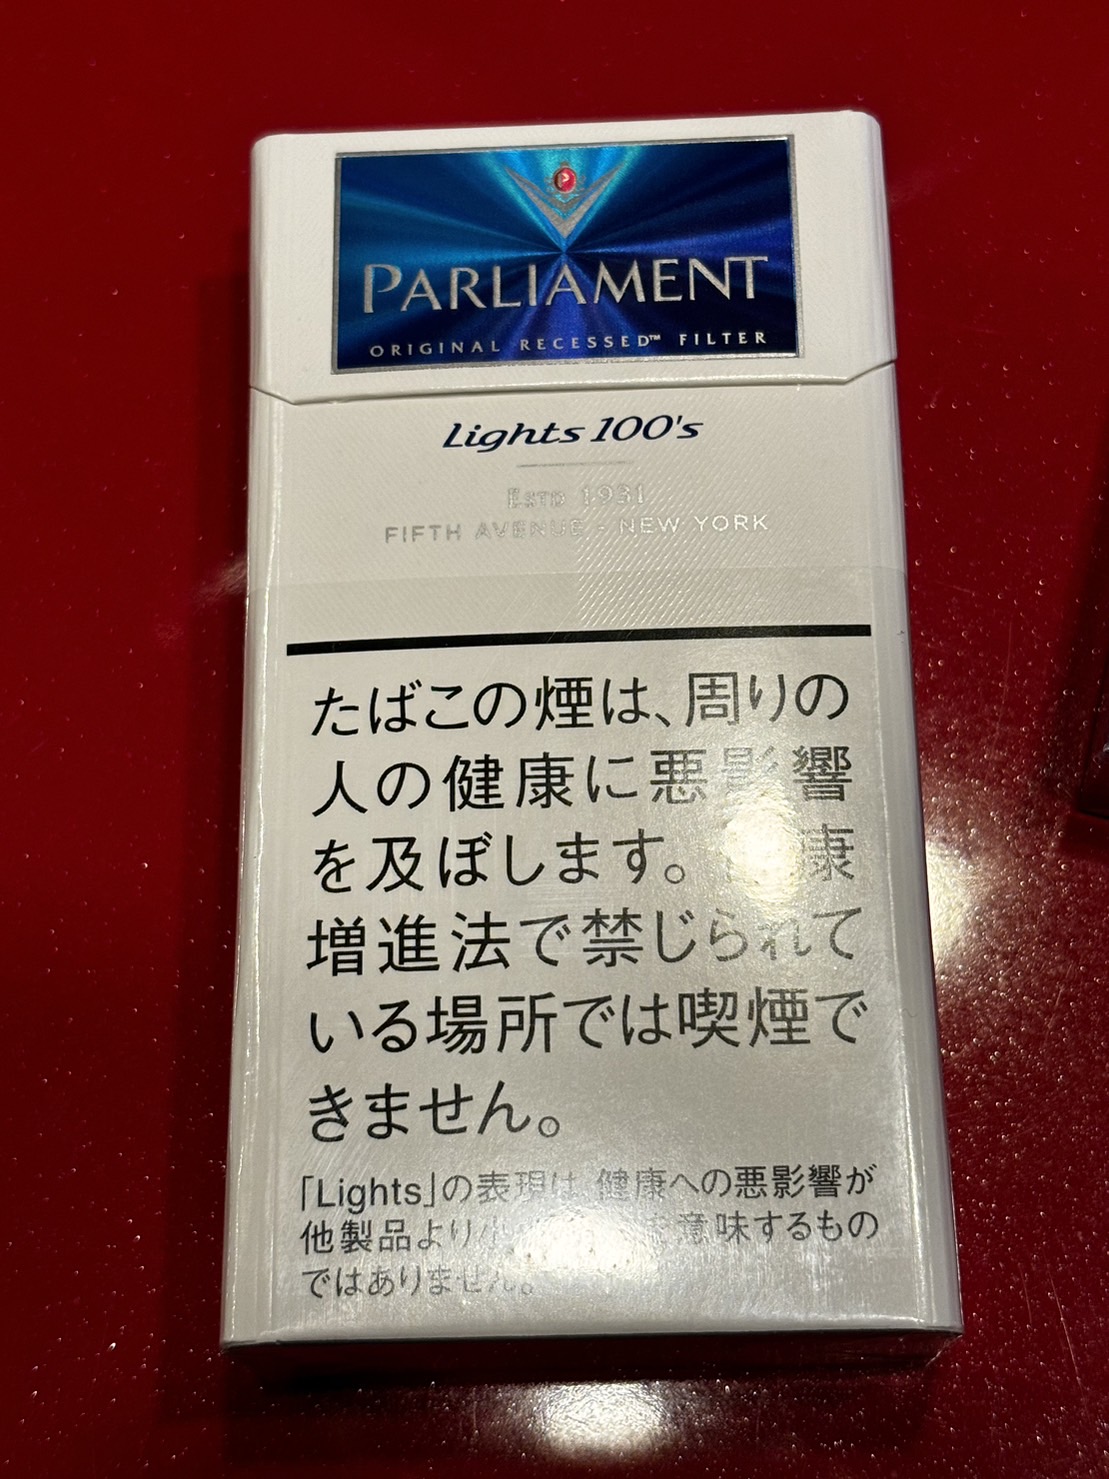 P
PARLIAMENT
ORIGINAL RECESSED™ FILTER
Lights 100's
ESTD 1931
FIFTH AVENUE - NEW YORK
たばこの煙は、周りの
人の健康に悪影響
を及ぼします。健康
増進法で禁じられて
いる場所では喫煙で
きません。
「Lights」の表現は、健康への悪影響が
他製品より小を意味するもの
ではありません。